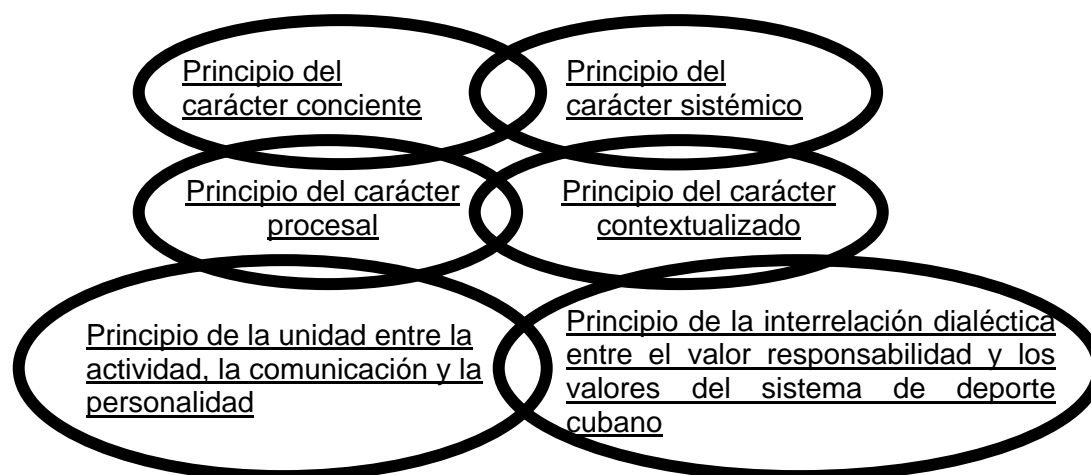 Principio del
carácter conciente
Principio del
carácter sistémico
Principio del carácter
procesal
Principio del carácter
contextualizado
Principio de la unidad entre la
actividad, la comunicación y la
personalidad
Principio de la interrelación dialéctica
entre el valor responsabilidad y los
valores del sistema de deporte
cubano